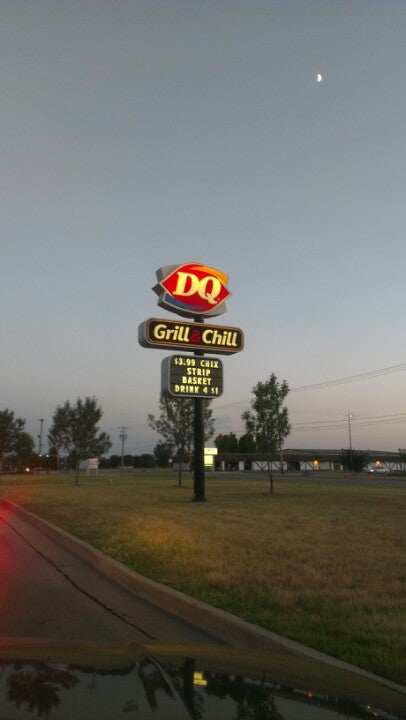 DQ
Grill & Chill
$3.99 CHIX
STRIP
BASKET
DRINK 4 $1